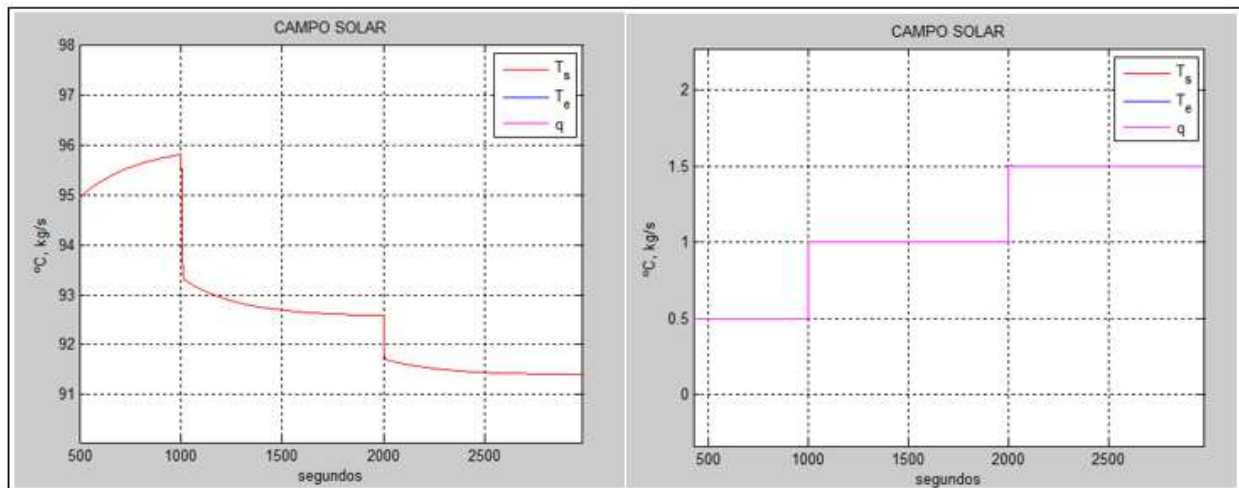 CAMPO SOLAR
98
97
96
95
94
93
92
91
ºC, kg/s
500
1000
1500
2000
2500
segundos
T_s
T_e
q
CAMPO SOLAR
2
1.5
1
0.5
0
ºC, kg/s
500
1000
1500
2000
2500
segundos
T_s
T_e
q